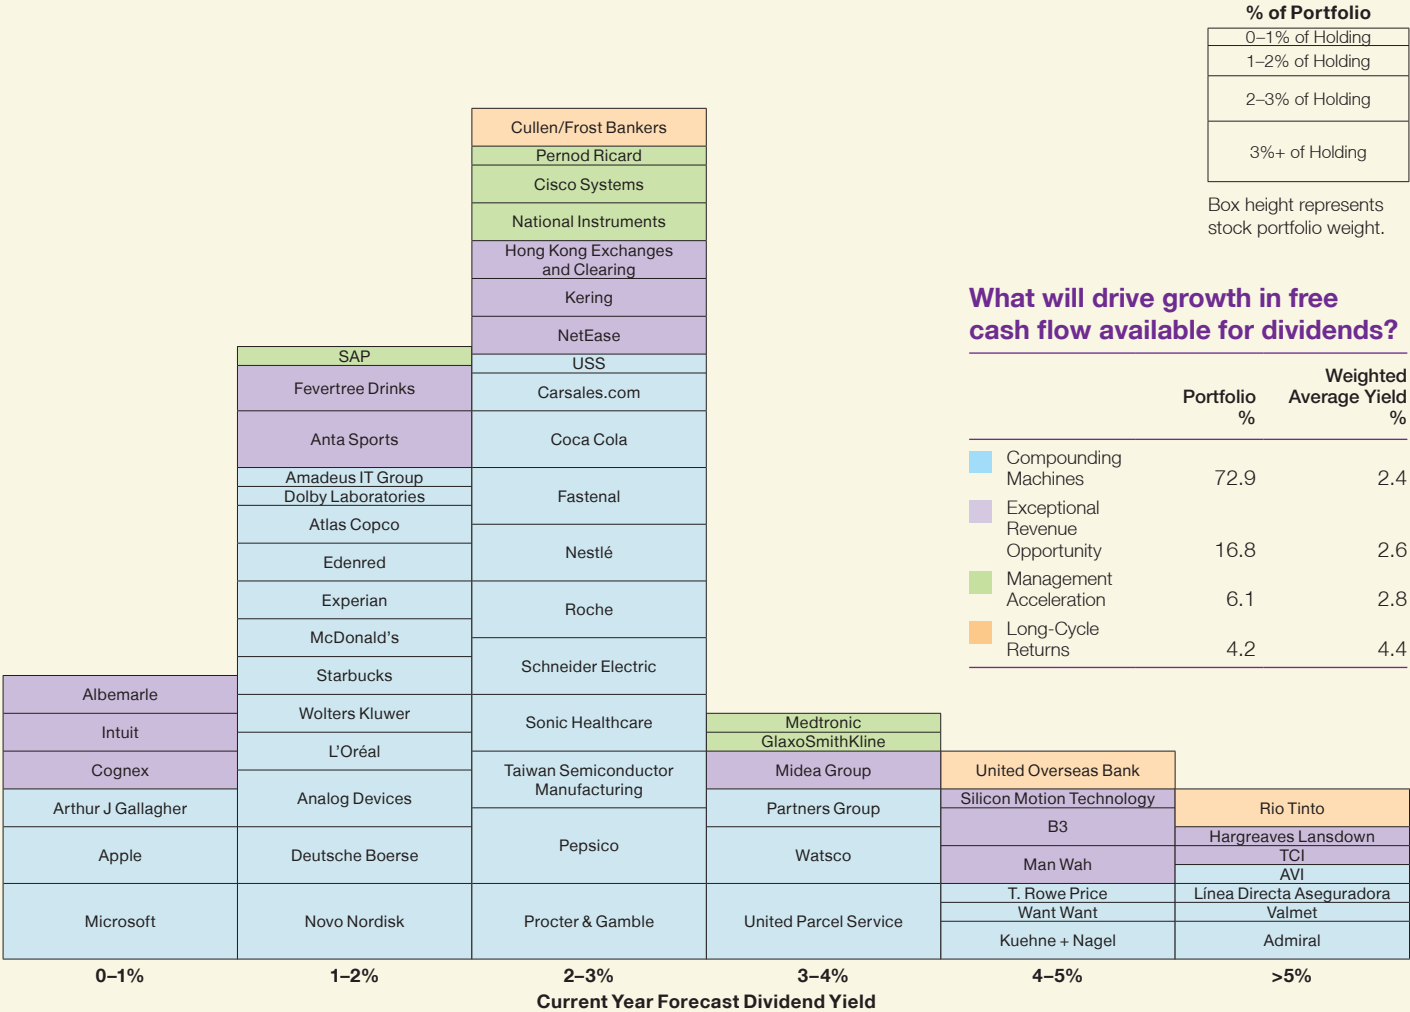 % of Portfolio
0–1% of Holding
1–2% of Holding
2–3% of Holding
3%+ of Holding
Box height represents
stock portfolio weight.
What will drive growth in free
cash flow available for dividends?
Portfolio
%
Weighted
Average Yield
%
Compounding
Machines 72.9 2.4
Exceptional
Revenue
Opportunity 16.8 2.6
Management
Acceleration 6.1 2.8
Long-Cycle
Returns 4.2 4.4
Albemarle
Intuit
Cognex
Arthur J Gallagher
Apple
Microsoft
0–1%
SAP
Fevertree Drinks
Anta Sports
Amadeus IT Group
Dolby Laboratories
Atlas Copco
Edenred
Experian
McDonald's
Starbucks
Wolters Kluwer
L'Oréal
Analog Devices
Deutsche Boerse
Novo Nordisk
1–2%
Cullen/Frost Bankers
Pernod Ricard
Cisco Systems
National Instruments
Hong Kong Exchanges
and Clearing
Kering
NetEase
USS
Carsales.com
Coca Cola
Fastenal
Nestlé
Roche
Schneider Electric
Sonic Healthcare
Taiwan Semiconductor
Manufacturing
Pepsico
Procter & Gamble
2–3%
Medtronic
GlaxoSmithKline
Midea Group
Partners Group
Watsco
United Parcel Service
3–4%
United Overseas Bank
Silicon Motion Technology
B3
Man Wah
T. Rowe Price
Want Want
Kuehne + Nagel
4–5%
Rio Tinto
Hargreaves Lansdown
TCI
AVI
Línea Directa Aseguradora
Valmet
Admiral
>5%
Current Year Forecast Dividend Yield